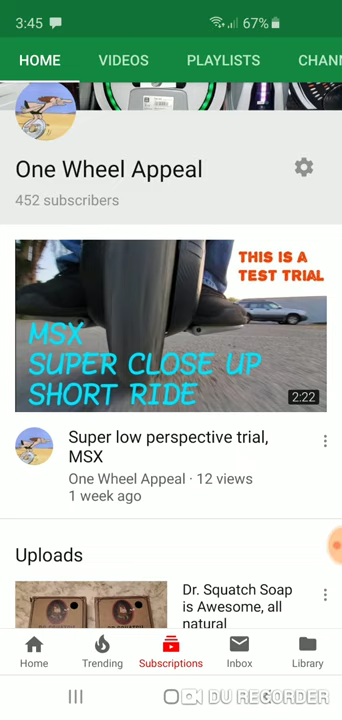 3:45
67%
HOME
VIDEOS
PLAYLISTS
CHAN
One Wheel Appeal
452 subscribers
THIS IS A
TEST TRIAL
MSX
SUPER CLOSE UP
SHORT RIDE
2:22
Super low perspective trial,
MSX
One Wheel Appeal · 12 views
1 week ago
Uploads
Dr. Squatch Soap
is Awesome, all
natural
Home
Trending
Subscriptions
Inbox
Library
DU RECORDER